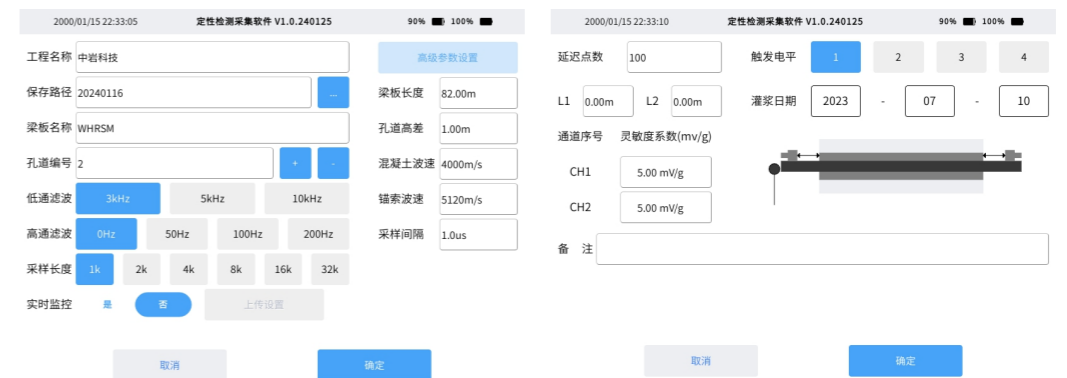 2000/01/15 22:33:05 定性检测采集软件 V1.0.240125 90% 100%
工程名称 中岩科技 高级参数设置
保存路径 20240116 ... 梁板长度 82.00m
梁板名称 WHRSM 孔道高差 1.00m
孔道编号 2 + - 混凝土波速 4000m/s
低通滤波 3kHz 5kHz 10kHz 锚索波速 5120m/s
高通滤波 0Hz 50Hz 100Hz 200Hz 采样间隔 1.0us
采样长度 1k 2k 4k 8k 16k 32k
实时监控 是 否 上传设置
取消 确定
2000/01/15 22:33:10 定性检测采集软件 V1.0.240125 90% 100%
延迟点数 100 触发电平 1 2 3 4
L1 0.00m L2 0.00m 灌浆日期 2023 - 07 - 10
通道序号 灵敏度系数(mv/g)
CH1 5.00 mV/g
CH2 5.00 mV/g
备 注
取消 确定